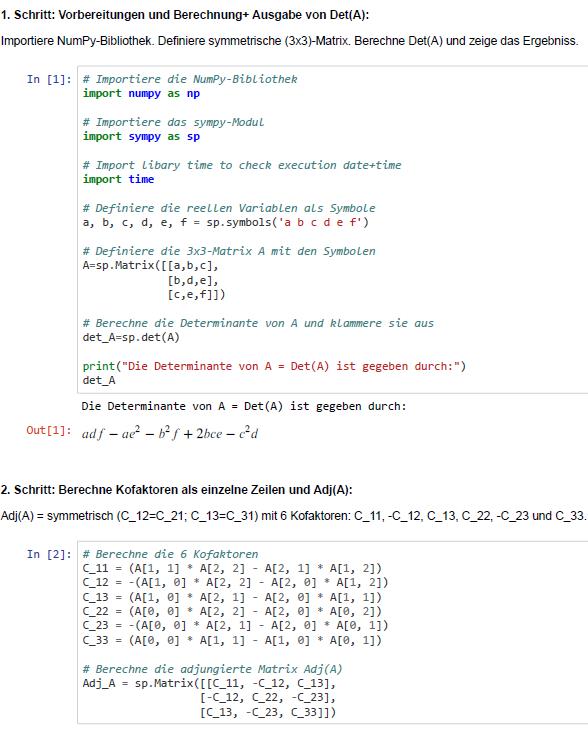 1. Schritt: Vorbereitungen und Berechnung+ Ausgabe von Det(A):
Importiere NumPy-Bibliothek. Definiere symmetrische (3x3)-Matrix. Berechne Det(A) und zeige das Ergebniss.
In [1]: # Importiere die NumPy-Bibliothek
import numpy as np
# Importiere das sympy-Modul
import sympy as sp
# Import libary time to check execution date+time
import time
# Definiere die reellen Variablen als Symbole
a, b, c, d, e, f = sp.symbols('a b c d e f')
# Definiere die 3x3-Matrix A mit den Symbolen
A=sp.Matrix([[a,b,c],
[b,d,e],
[c,e,f]])
# Berechne die Determinante von A und klammere sie aus
det_A=sp.det(A)
print("Die Determinante von A = Det(A) ist gegeben durch:")
det_A
Die Determinante von A = Det(A) ist gegeben durch:
Out[1]: adf − ae² − b²f + 2bce − c²d
2. Schritt: Berechne Kofaktoren als einzelne Zeilen und Adj(A):
Adj(A) = symmetrisch (C_12=C_21; C_13=C_31) mit 6 Kofaktoren: C_11, -C_12, C_13, C_22, -C_23 und C_33.
In [2]: # Berechne die 6 Kofaktoren
C_11 = (A[1, 1] * A[2, 2] - A[2, 1] * A[1, 2])
C_12 = -(A[1, 0] * A[2, 2] - A[2, 0] * A[1, 2])
C_13 = (A[1, 0] * A[2, 1] - A[2, 0] * A[1, 1])
C_22 = (A[0, 0] * A[2, 2] - A[2, 0] * A[0, 2])
C_23 = -(A[0, 0] * A[2, 1] - A[2, 0] * A[0, 1])
C_33 = (A[0, 0] * A[1, 1] - A[1, 0] * A[0, 1])
# Berechne die adjungierte Matrix Adj(A)
Adj_A = sp.Matrix([[C_11, -C_12, C_13],
[-C_12, C_22, -C_23],
[C_13, -C_23, C_33]])